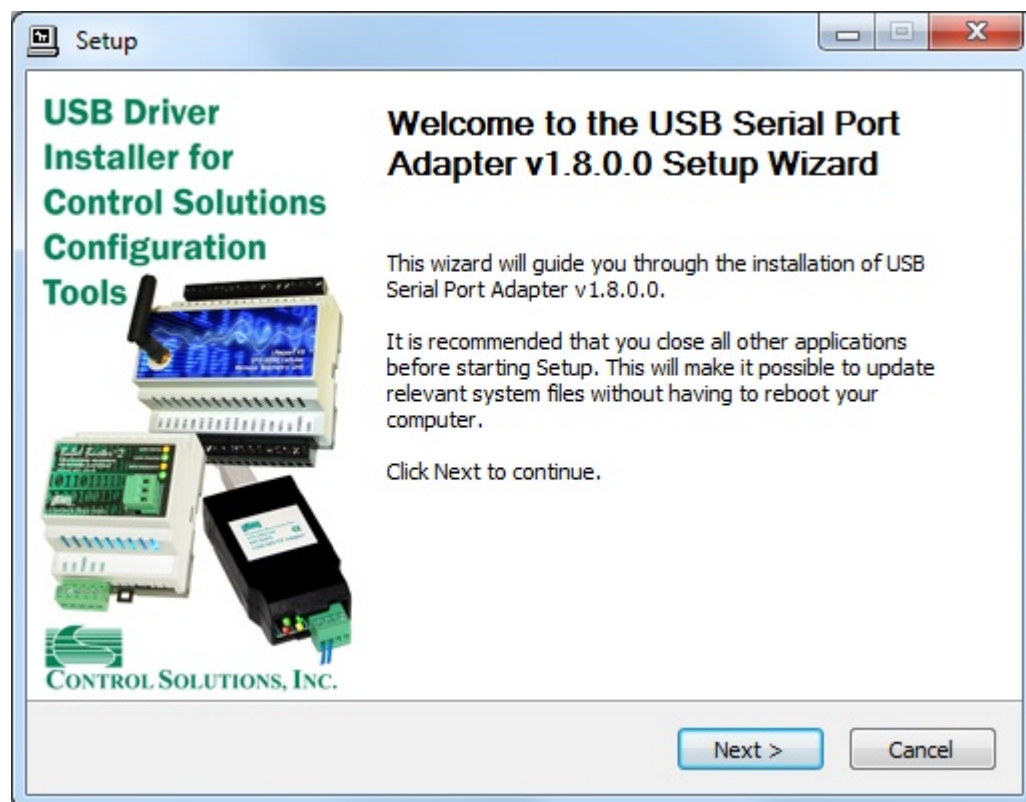 Setup
USB Driver
Installer for
Control Solutions
Configuration
Tools
CONTROL SOLUTIONS, INC.
Welcome to the USB Serial Port
Adapter v1.8.0.0 Setup Wizard
This wizard will guide you through the installation of USB
Serial Port Adapter v1.8.0.0.
It is recommended that you close all other applications
before starting Setup. This will make it possible to update
relevant system files without having to reboot your
computer.
Click Next to continue.
Next >
Cancel